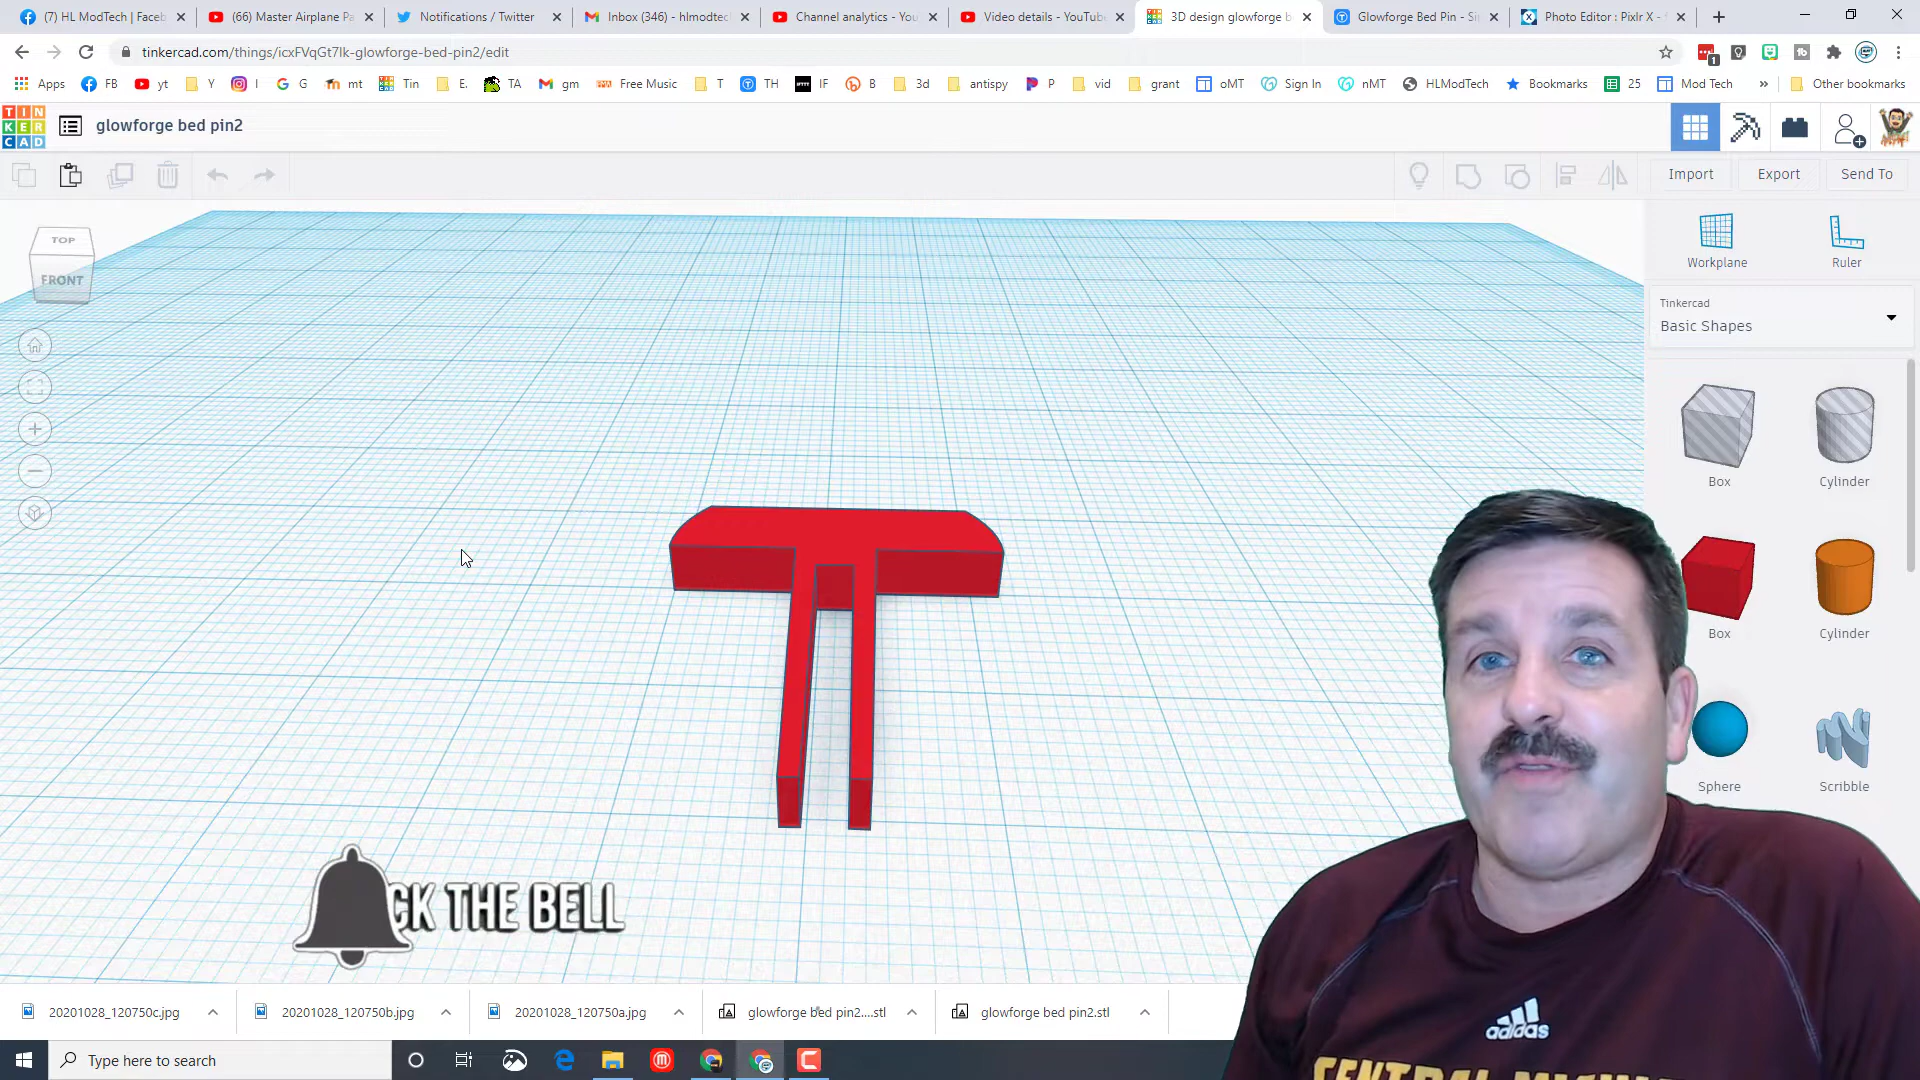 (7) HL ModTech | Faceb
(66) Master Airplane Pa
Notifications / Twitter
Inbox (346) - hlmodtech
Channel analytics - You
Video details - YouTube
3D design glowforge b
Glowforge Bed Pin - Si
Photo Editor : Pixlr X -
tinkercad.com/things/icxFVqGt7Ik-glowforge-bed-pin2/edit
1
Apps
FB
yt
Y
I
G
mt
Tin
E.
TA
gm
Free Music
T
TH
IF
B
3d
antispy
P
vid
grant
oMT
Sign In
nMT
HLModTech
Bookmarks
25
Mod Tech
»
Other bookmarks
TIN
KER
CAD
glowforge bed pin2
Import
Export
Send To
TOP
FRONT
Workplane
Ruler
Tinkercad
Basic Shapes
Box
Cylinder
Box
Cylinder
Sphere
Scribble
CK THE BELL
adidas
CENTRAL
20201028_120750c.jpg
20201028_120750b.jpg
20201028_120750a.jpg
glowforge bed pin2....stl
glowforge bed pin2.stl
Type here to search